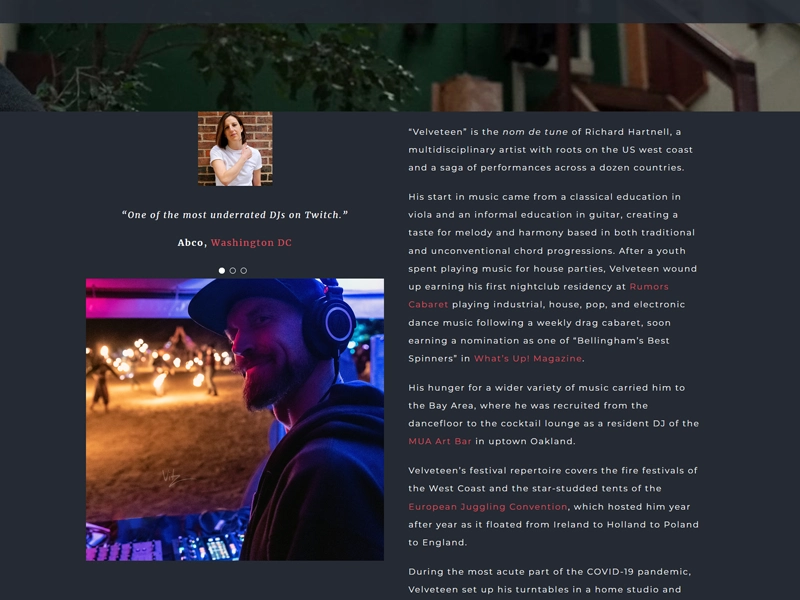 “One of the most underrated DJs on Twitch.”
Abco, Washington DC
“Velveteen” is the nom de tune of Richard Hartnell, a
multidisciplinary artist with roots on the US west coast
and a saga of performances across a dozen countries.
His start in music came from a classical education in
viola and an informal education in guitar, creating a
taste for melody and harmony based in both traditional
and unconventional chord progressions. After a youth
spent playing music for house parties, Velveteen wound
up earning his first nightclub residency at Rumors
Cabaret playing industrial, house, pop, and electronic
dance music following a weekly drag cabaret, soon
earning a nomination as one of “Bellingham’s Best
Spinners” in What’s Up! Magazine.
His hunger for a wider variety of music carried him to
the Bay Area, where he was recruited from the
dancefloor to the cocktail lounge as a resident DJ of the
MUA Art Bar in uptown Oakland.
Velveteen’s festival repertoire covers the fire festivals of
the West Coast and the star-studded tents of the
European Juggling Convention, which hosted him year
after year as it floated from Ireland to Holland to Poland
to England.
During the most acute part of the COVID-19 pandemic,
Velveteen set up his turntables in a home studio and